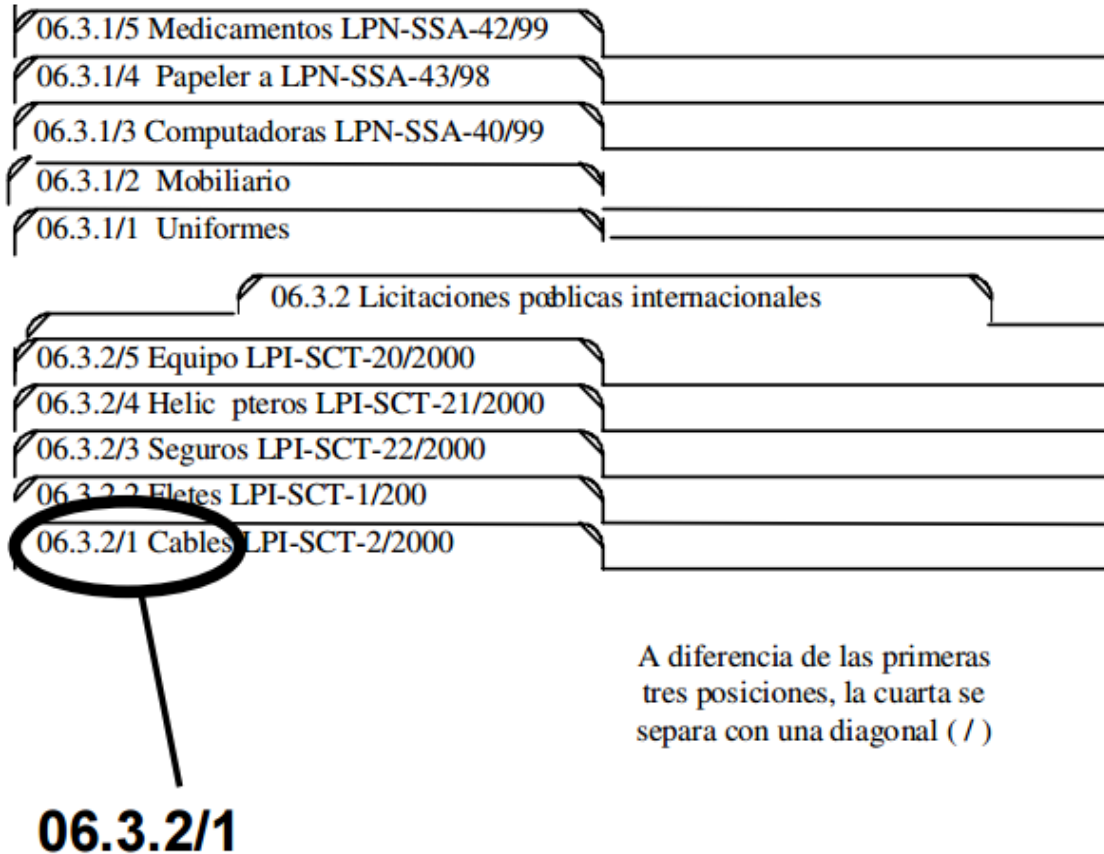 06.3.1/5 Medicamentos LPN-SSA-42/99
06.3.1/4 Papeler a LPN-SSA-43/98
06.3.1/3 Computadoras LPN-SSA-40/99
06.3.1/2 Mobiliario
06.3.1/1 Uniformes
06.3.2 Licitaciones pœblicas internacionales
06.3.2/5 Equipo LPI-SCT-20/2000
06.3.2/4 Helic pteros LPI-SCT-21/2000
06.3.2/3 Seguros LPI-SCT-22/2000
06.3.2.2 Fletes LPI-SCT-1/200
06.3.2/1 Cables LPI-SCT-2/2000
A diferencia de las primeras
tres posiciones, la cuarta se
separa con una diagonal ( / )
06.3.2/1